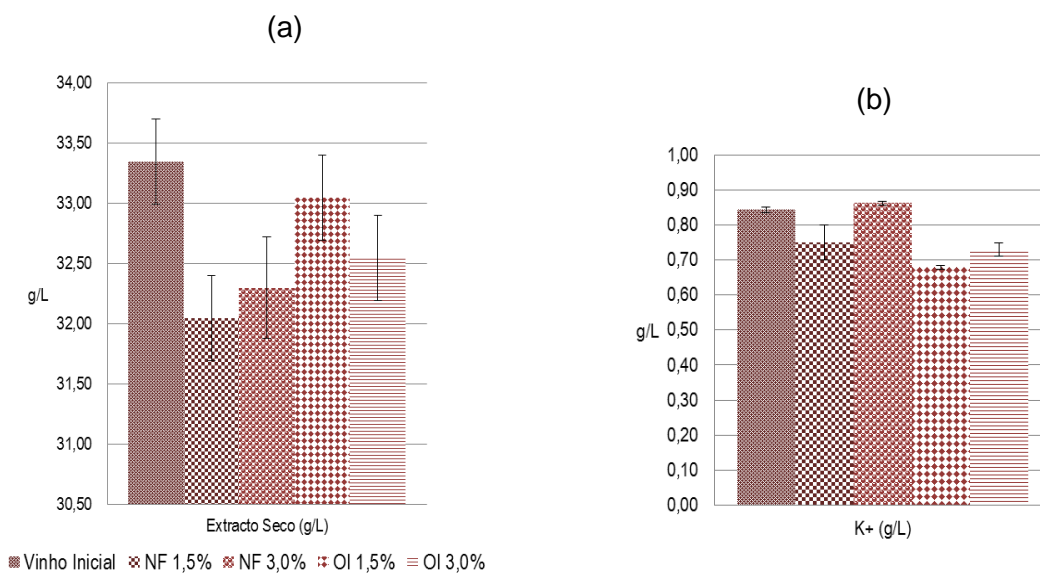 (a)
34,00
33,50
33,00
32,50
g/L
32,00
31,50
31,00
30,50
Extracto Seco (g/L)
Vinho Inicial NF 1,5% NF 3,0% OI 1,5% OI 3,0%
(b)
1,00
0,90
0,80
0,70
0,60
g/L
0,50
0,40
0,30
0,20
0,10
0,00
K+ (g/L)